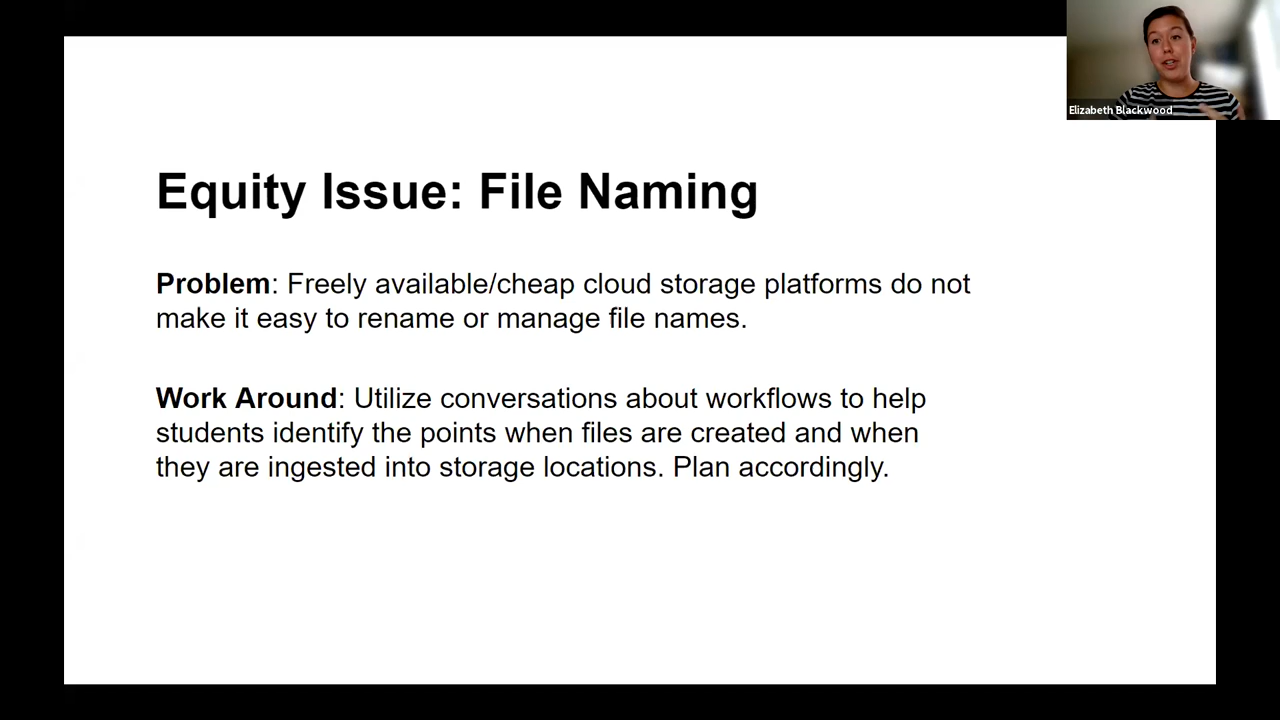 Elizabeth Blackwood
Equity Issue: File Naming
Problem: Freely available/cheap cloud storage platforms do not
make it easy to rename or manage file names.
Work Around: Utilize conversations about workflows to help
students identify the points when files are created and when
they are ingested into storage locations. Plan accordingly.